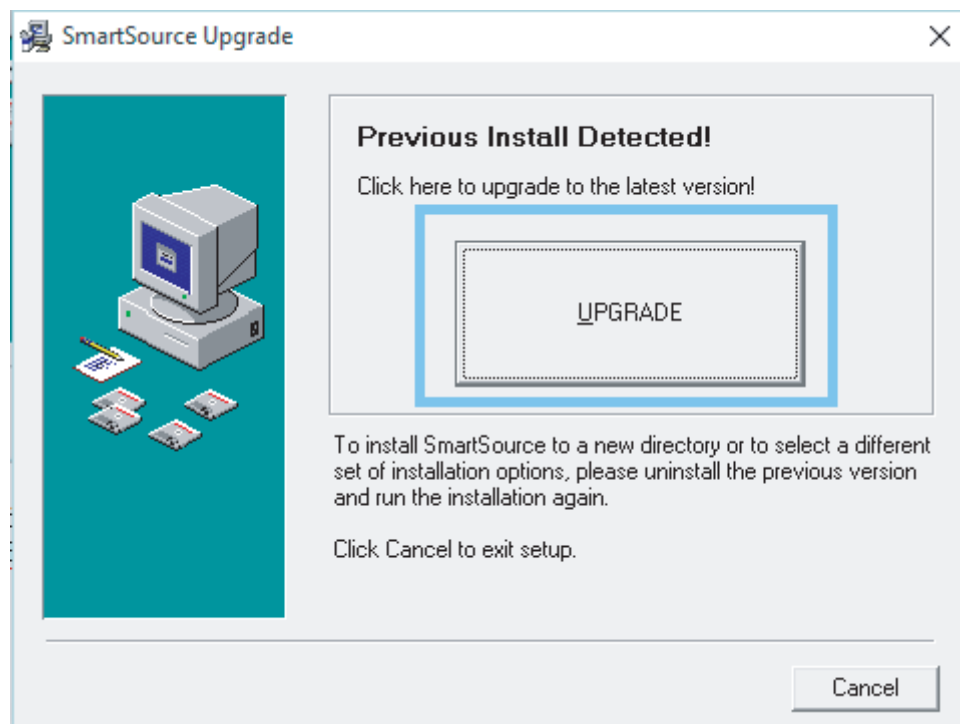 SmartSource Upgrade
Previous Install Detected!
Click here to upgrade to the latest version!
UPGRADE
To install SmartSource to a new directory or to select a different
set of installation options, please uninstall the previous version
and run the installation again.
Click Cancel to exit setup.
Cancel